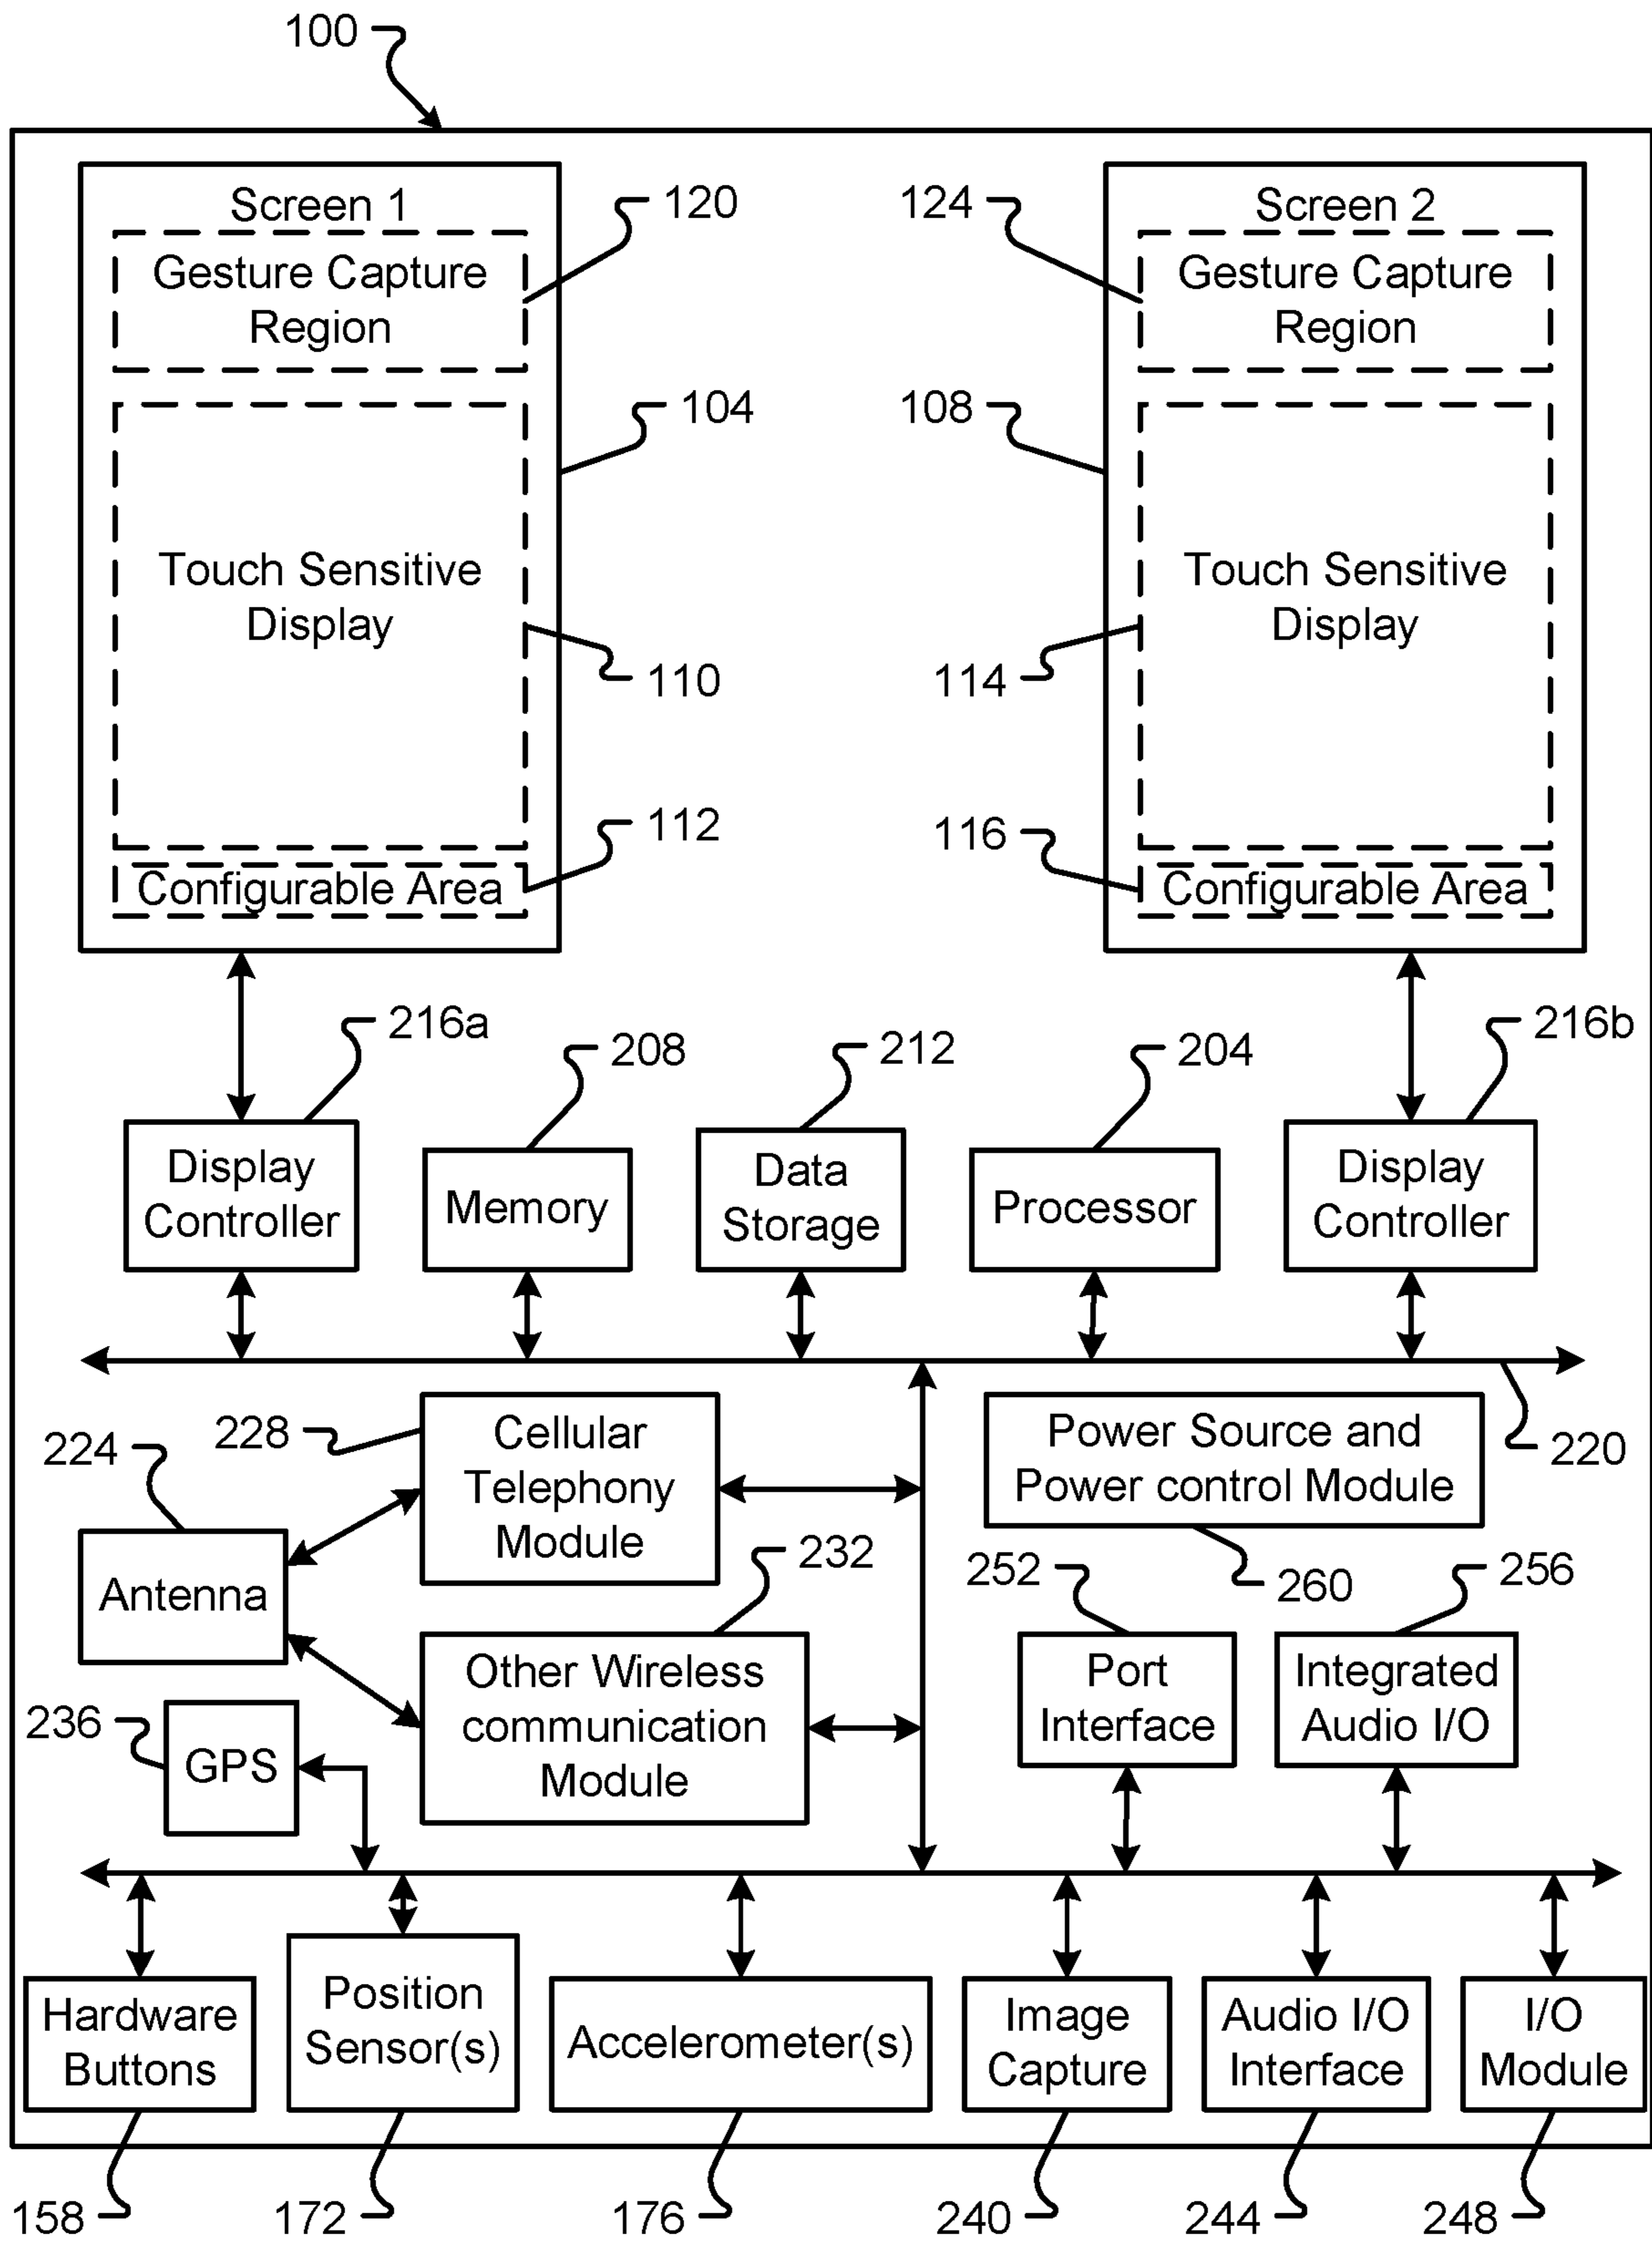 100
Screen 1
120
124
Screen 2
Gesture Capture
Region
Gesture Capture
Region
104
108
Touch Sensitive
Display
Touch Sensitive
Display
110
114
112
116
Configurable Area
Configurable Area
216a
208
212
204
216b
Display
Controller
Memory
Data
Storage
Processor
Display
Controller
228
Cellular
Telephony
Module
Power Source and
Power control Module
220
224
Antenna
232
252
260
256
Other Wireless
communication
Module
Port
Interface
Integrated
Audio I/O
236
GPS
Hardware
Buttons
Position
Sensor(s)
Accelerometer(s)
Image
Capture
Audio I/O
Interface
I/O
Module
158
172
176
240
244
248